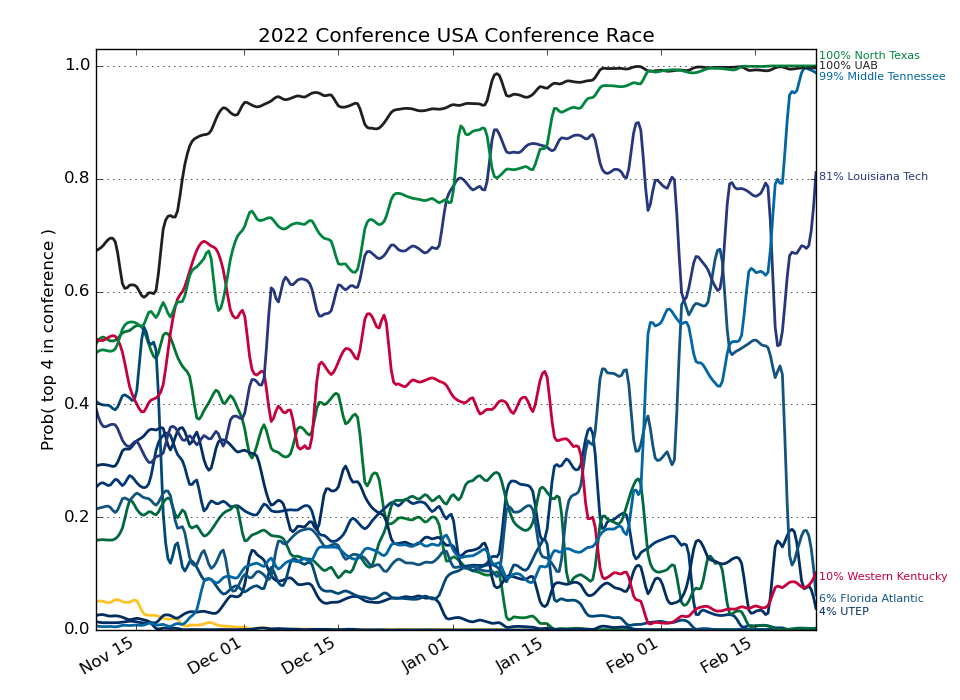 2022 Conference USA Conference Race
Prob( top 4 in conference )
1.0
0.8
0.6
0.4
0.2
0.0
Nov 15
Dec 01
Dec 15
Jan 01
Jan 15
Feb 01
Feb 15
100% North Texas
100% UAB
99% Middle Tennessee
81% Louisiana Tech
10% Western Kentucky
6% Florida Atlantic
4% UTEP